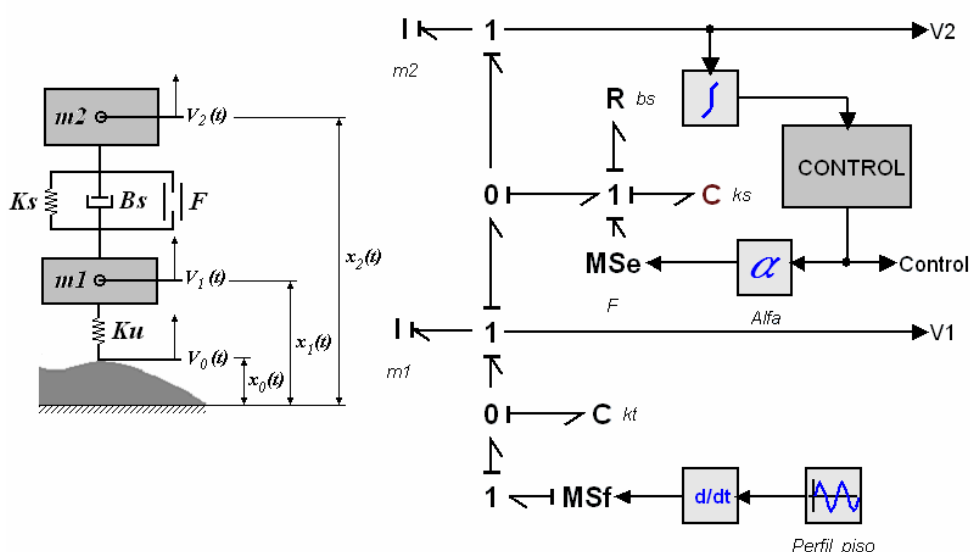 m2
V2(t)
Ks
Bs
F
m1
V1(t)
Ku
V0(t)
x0(t)
x1(t)
x2(t)
I
1
V2
m2
R
bs
∫
CONTROL
0
1
C
ks
MSe
α
Control
F
Alfa
I
1
V1
m1
0
C
kt
1
MSf
d/dt
Perfil_piso